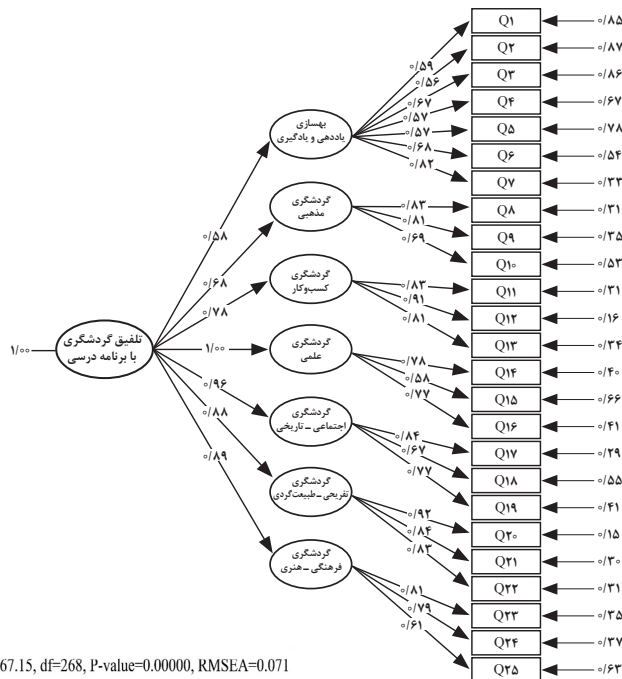 Q۱ ۰/۸۵
Q۲ ۰/۸۷
Q۳ ۰/۸۶
Q۴ ۰/۶۷
Q۵ ۰/۷۸
Q۶ ۰/۵۴
Q۷ ۰/۳۳
Q۸ ۰/۳۱
Q۹ ۰/۳۵
Q۱۰ ۰/۵۳
Q۱۱ ۰/۳۱
Q۱۲ ۰/۱۶
Q۱۳ ۰/۳۴
Q۱۴ ۰/۴۰
Q۱۵ ۰/۶۶
Q۱۶ ۰/۴۱
Q۱۷ ۰/۲۹
Q۱۸ ۰/۵۵
Q۱۹ ۰/۴۱
Q۲۰ ۰/۱۵
Q۲۱ ۰/۳۰
Q۲۲ ۰/۳۱
Q۲۳ ۰/۳۵
Q۲۴ ۰/۳۷
Q۲۵ ۰/۶۳
۰/۵۹
۰/۵۶
۰/۶۷
۰/۵۷
۰/۵۷
۰/۶۸
۰/۸۲
۰/۸۳
۰/۸۱
۰/۶۹
۰/۸۳
۰/۹۱
۰/۸۱
۰/۷۸
۰/۵۸
۰/۷۷
۰/۸۴
۰/۶۷
۰/۷۷
۰/۹۲
۰/۸۴
۰/۸۳
۰/۸۱
۰/۷۹
۰/۶۱
بهسازی
یاددهی و یادگیری
گردشگری
مذهبی
گردشگری
کسب‌وکار
گردشگری
علمی
گردشگری
اجتماعی ـ تاریخی
گردشگری
تفریحی ـ طبیعت‌گردی
گردشگری
فرهنگی ـ هنری
۰/۵۸
۰/۶۸
۰/۷۸
۱/۰۰
۰/۹۶
۰/۸۸
۰/۸۹
تلفیق گردشگری
با برنامه درسی
۱/۰۰
67.15, df=268, P-value=0.00000, RMSEA=0.071